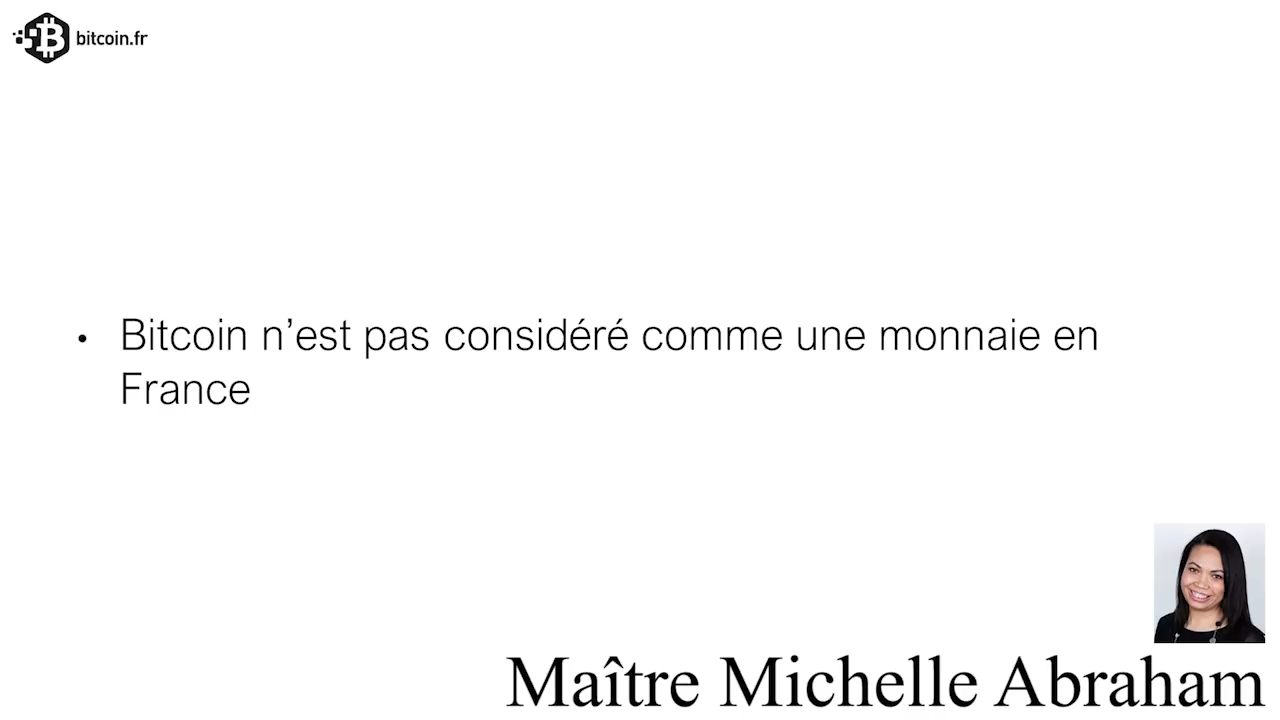 bitcoin.fr
• Bitcoin n’est pas considéré comme une monnaie en
France
Maître Michelle Abraham